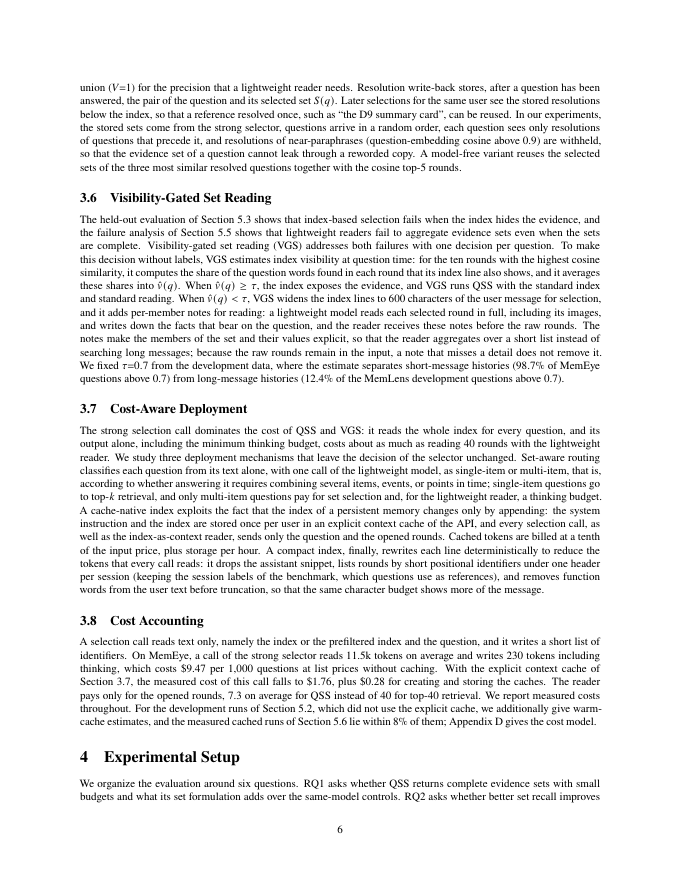 union (V=1) for the precision that a lightweight reader needs. Resolution write-back stores, after a question has been
answered, the pair of the question and its selected set S(q). Later selections for the same user see the stored resolutions
below the index, so that a reference resolved once, such as “the D9 summary card”, can be reused. In our experiments,
the stored sets come from the strong selector, questions arrive in a random order, each question sees only resolutions
of questions that precede it, and resolutions of near-paraphrases (question-embedding cosine above 0.9) are withheld,
so that the evidence set of a question cannot leak through a reworded copy. A model-free variant reuses the selected
sets of the three most similar resolved questions together with the cosine top-5 rounds.
3.6 Visibility-Gated Set Reading
The held-out evaluation of Section 5.3 shows that index-based selection fails when the index hides the evidence, and
the failure analysis of Section 5.5 shows that lightweight readers fail to aggregate evidence sets even when the sets
are complete. Visibility-gated set reading (VGS) addresses both failures with one decision per question. To make
this decision without labels, VGS estimates index visibility at question time: for the ten rounds with the highest cosine
similarity, it computes the share of the question words found in each round that its index line also shows, and it averages
these shares into v̂(q). When v̂(q) ≥ τ, the index exposes the evidence, and VGS runs QSS with the standard index
and standard reading. When v̂(q) < τ, VGS widens the index lines to 600 characters of the user message for selection,
and it adds per-member notes for reading: a lightweight model reads each selected round in full, including its images,
and writes down the facts that bear on the question, and the reader receives these notes before the raw rounds. The
notes make the members of the set and their values explicit, so that the reader aggregates over a short list instead of
searching long messages; because the raw rounds remain in the input, a note that misses a detail does not remove it.
We fixed τ=0.7 from the development data, where the estimate separates short-message histories (98.7% of MemEye
questions above 0.7) from long-message histories (12.4% of the MemLens development questions above 0.7).
3.7 Cost-Aware Deployment
The strong selection call dominates the cost of QSS and VGS: it reads the whole index for every question, and its
output alone, including the minimum thinking budget, costs about as much as reading 40 rounds with the lightweight
reader. We study three deployment mechanisms that leave the decision of the selector unchanged. Set-aware routing
classifies each question from its text alone, with one call of the lightweight model, as single-item or multi-item, that is,
according to whether answering it requires combining several items, events, or points in time; single-item questions go
to top-k retrieval, and only multi-item questions pay for set selection and, for the lightweight reader, a thinking budget.
A cache-native index exploits the fact that the index of a persistent memory changes only by appending: the system
instruction and the index are stored once per user in an explicit context cache of the API, and every selection call, as
well as the index-as-context reader, sends only the question and the opened rounds. Cached tokens are billed at a tenth
of the input price, plus storage per hour. A compact index, finally, rewrites each line deterministically to reduce the
tokens that every call reads: it drops the assistant snippet, lists rounds by short positional identifiers under one header
per session (keeping the session labels of the benchmark, which questions use as references), and removes function
words from the user text before truncation, so that the same character budget shows more of the message.
3.8 Cost Accounting
A selection call reads text only, namely the index or the prefiltered index and the question, and it writes a short list of
identifiers. On MemEye, a call of the strong selector reads 11.5k tokens on average and writes 230 tokens including
thinking, which costs $9.47 per 1,000 questions at list prices without caching. With the explicit context cache of
Section 3.7, the measured cost of this call falls to $1.76, plus $0.28 for creating and storing the caches. The reader
pays only for the opened rounds, 7.3 on average for QSS instead of 40 for top-40 retrieval. We report measured costs
throughout. For the development runs of Section 5.2, which did not use the explicit cache, we additionally give warm-
cache estimates, and the measured cached runs of Section 5.6 lie within 8% of them; Appendix D gives the cost model.
4 Experimental Setup
We organize the evaluation around six questions. RQ1 asks whether QSS returns complete evidence sets with small
budgets and what its set formulation adds over the same-model controls. RQ2 asks whether better set recall improves
6